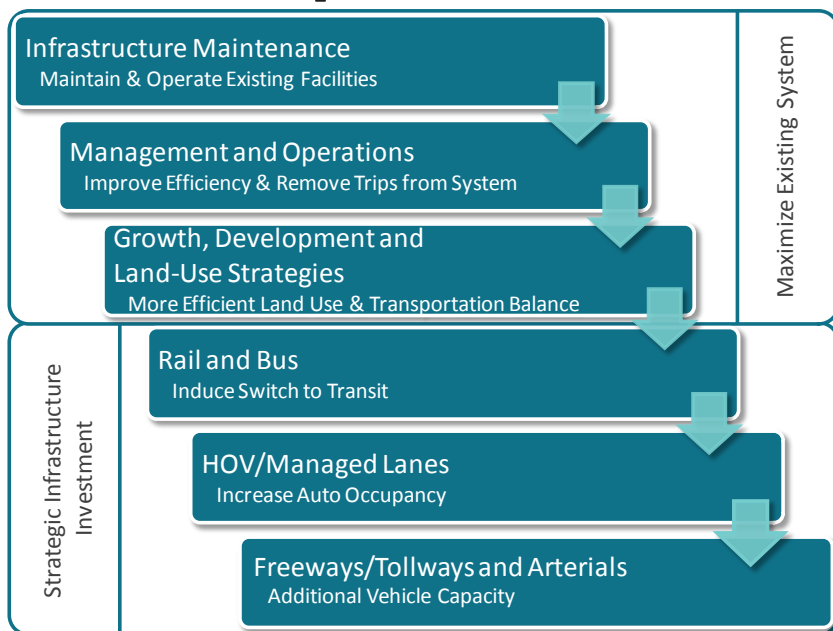 Infrastructure Maintenance
Maintain & Operate Existing Facilities
Management and Operations
Improve Efficiency & Remove Trips from System
Growth, Development and
Land-Use Strategies
More Efficient Land Use & Transportation Balance
Maximize Existing System
Rail and Bus
Induce Switch to Transit
HOV/Managed Lanes
Increase Auto Occupancy
Freeways/Tollways and Arterials
Additional Vehicle Capacity
Strategic Infrastructure
Investment